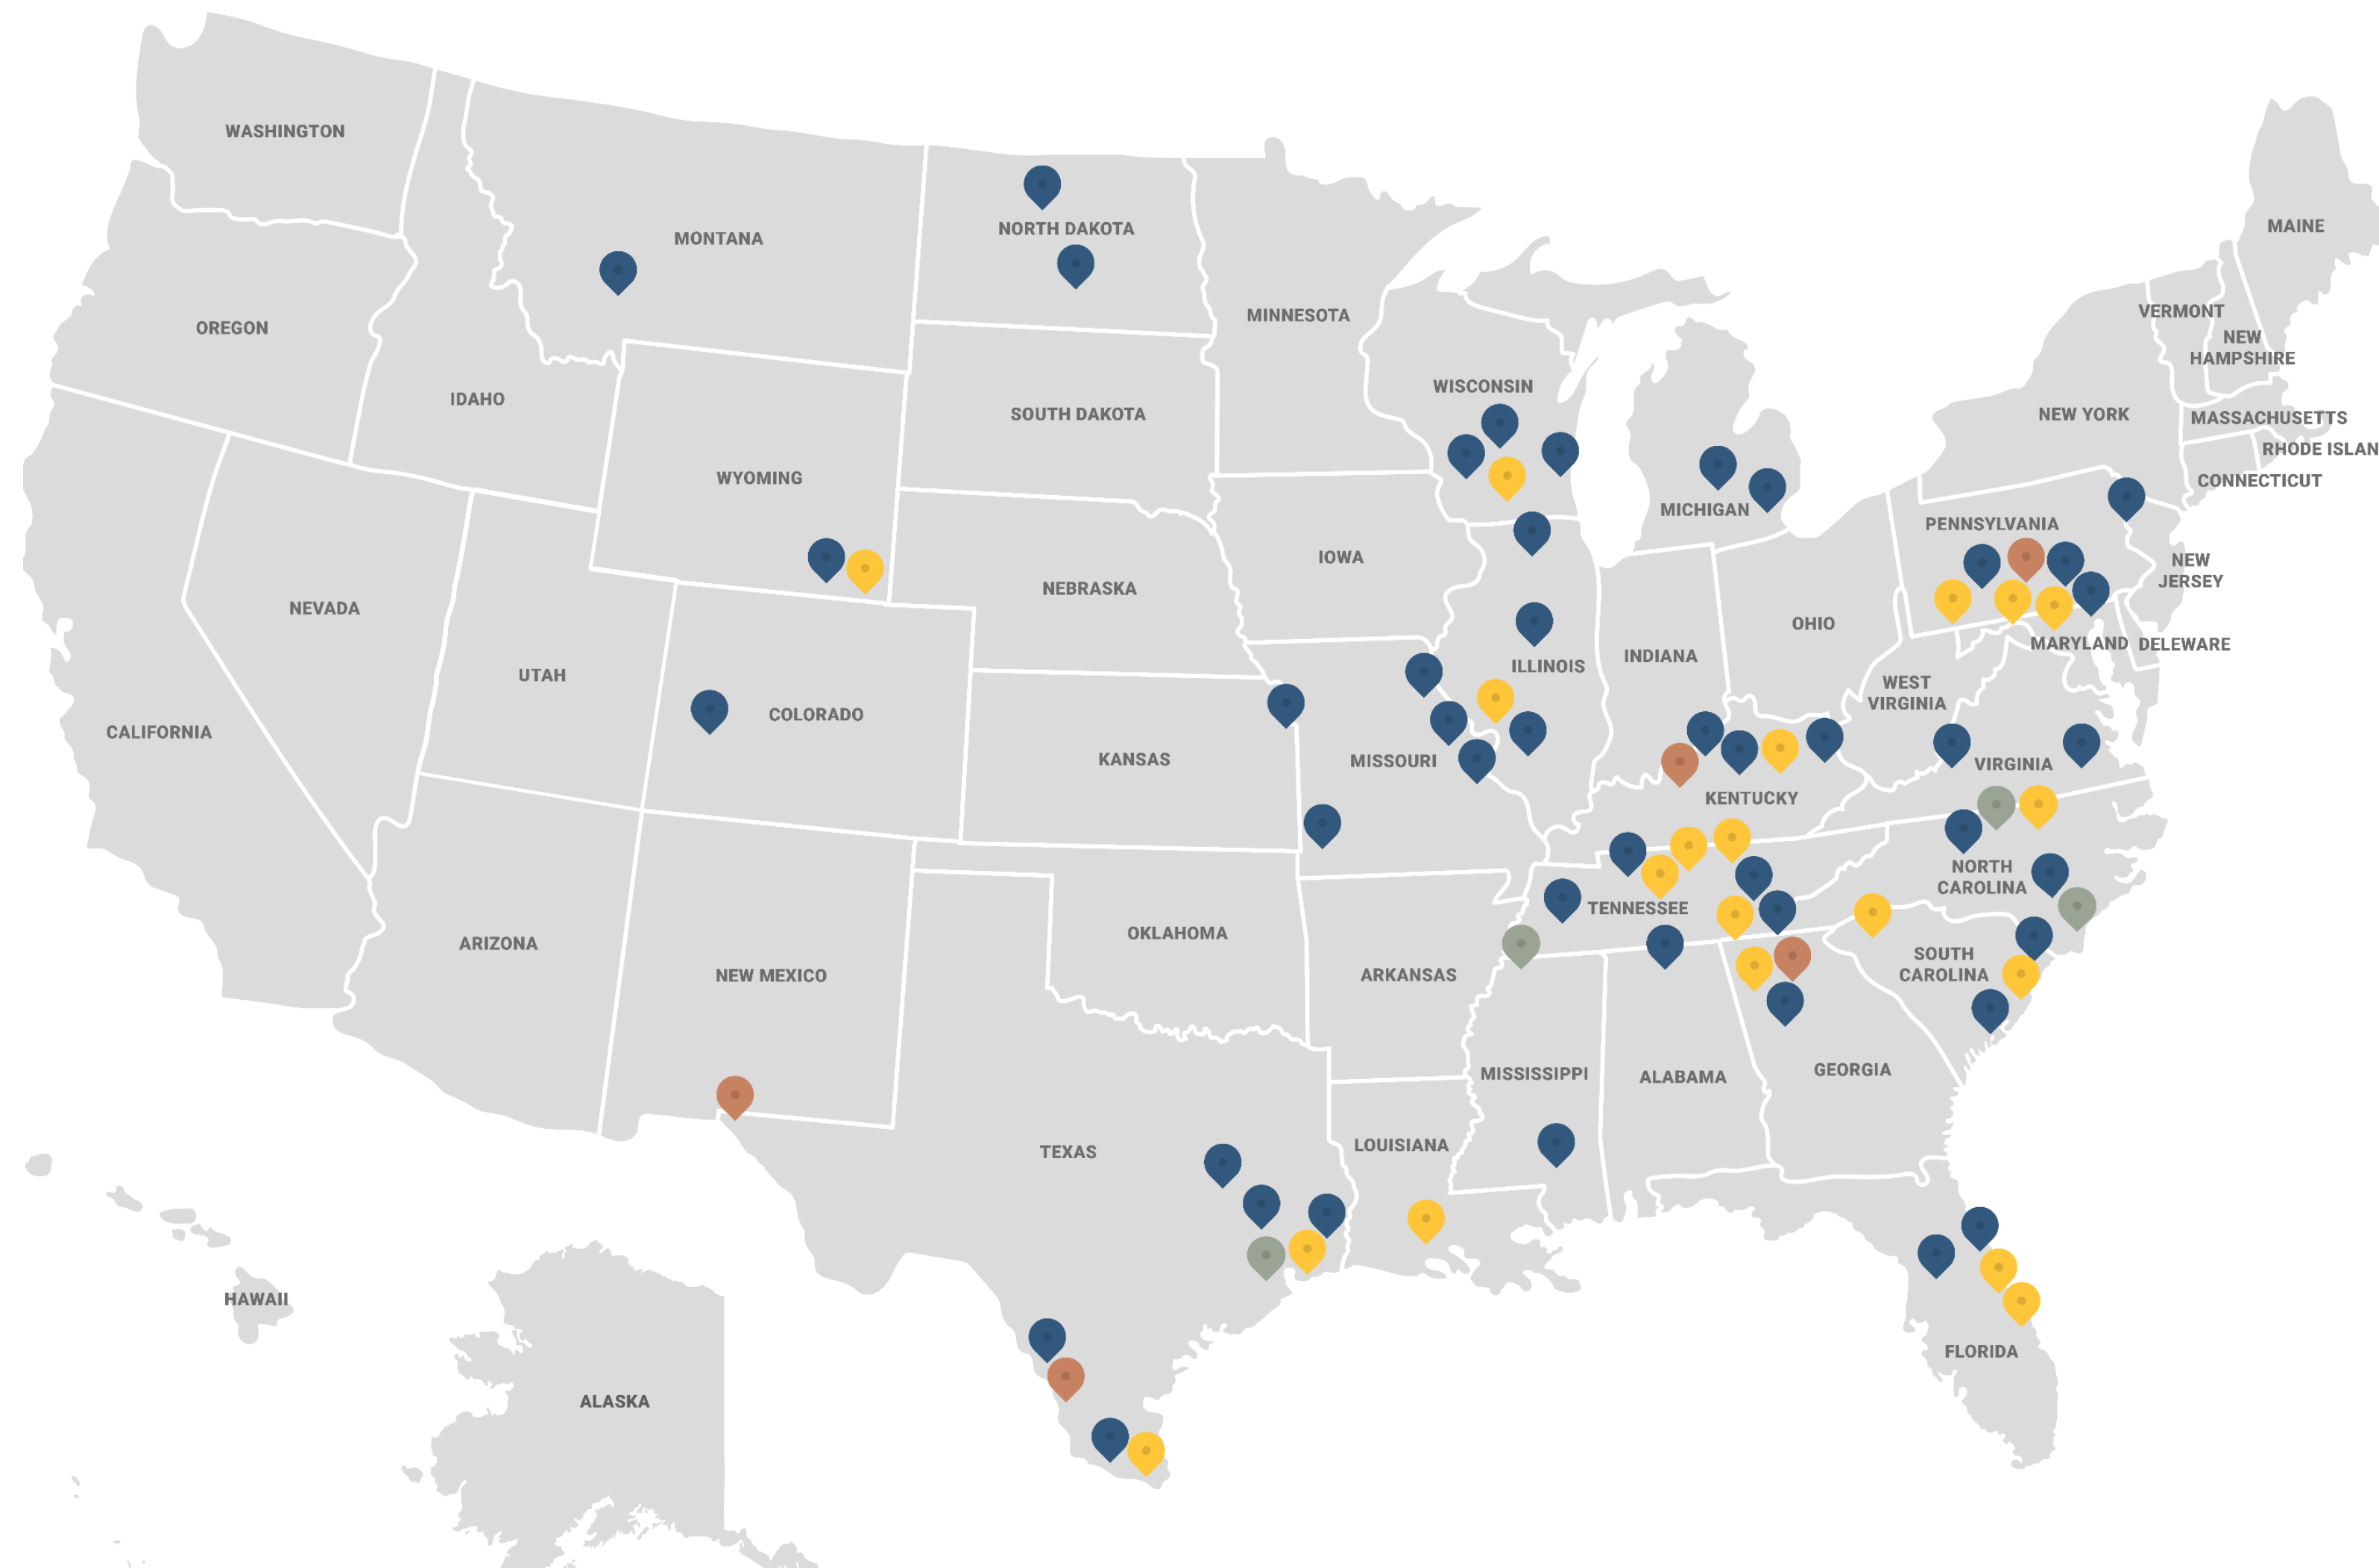 WASHINGTON
MONTANA
NORTH DAKOTA
MAINE
MINNESOTA
VERMONT
OREGON
NEW
HAMPSHIRE
WISCONSIN
IDAHO
SOUTH DAKOTA
NEW YORK
MASSACHUSETTS
RHODE ISLAN
WYOMING
CONNECTICUT
MICHIGAN
PENNSYLVANIA
IOWA
NEW
JERSEY
NEBRASKA
NEVADA
OHIO
MARYLAND
DELEWARE
INDIANA
ILLINOIS
UTAH
WEST
VIRGINIA
COLORADO
CALIFORNIA
KANSAS
MISSOURI
VIRGINIA
KENTUCKY
NORTH
CAROLINA
TENNESSEE
OKLAHOMA
ARIZONA
SOUTH
CAROLINA
NEW MEXICO
ARKANSAS
GEORGIA
MISSISSIPPI
ALABAMA
LOUISIANA
TEXAS
HAWAII
FLORIDA
ALASKA